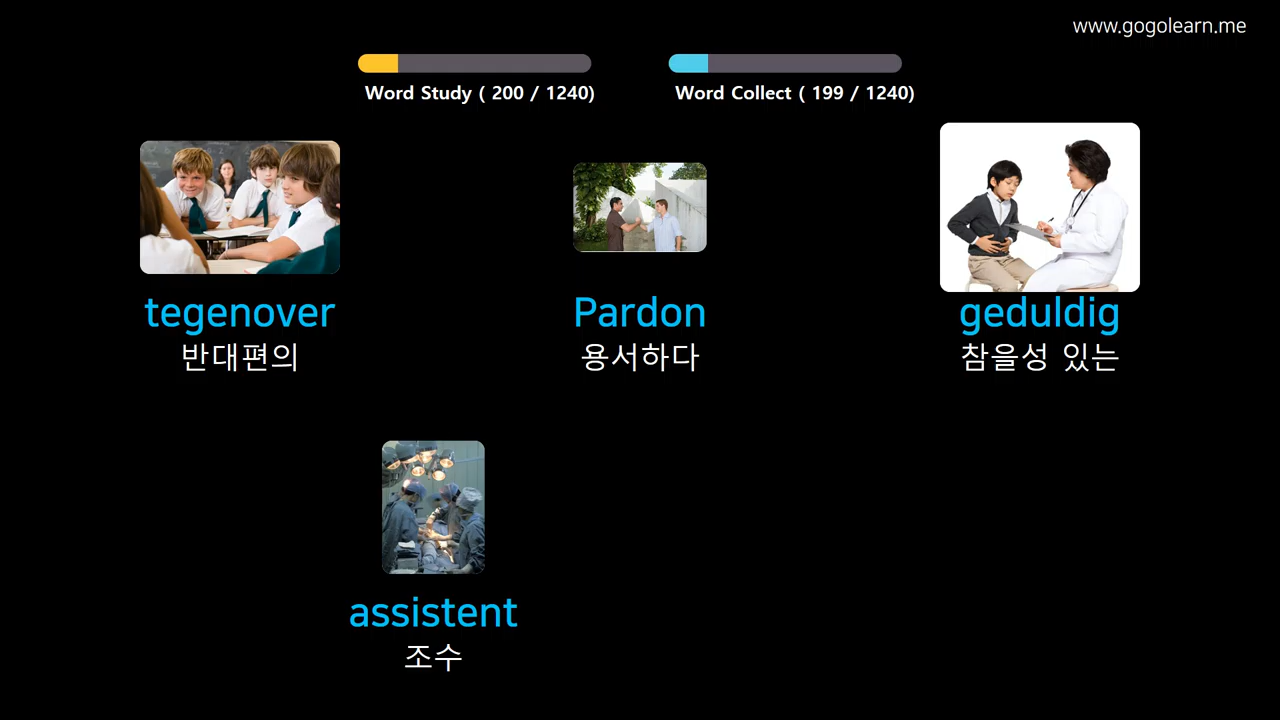 www.gogolearn.me
Word Study ( 200 / 1240)
Word Collect ( 199 / 1240)
tegenover
반대편의
Pardon
용서하다
geduldig
참을성 있는
assistent
조수